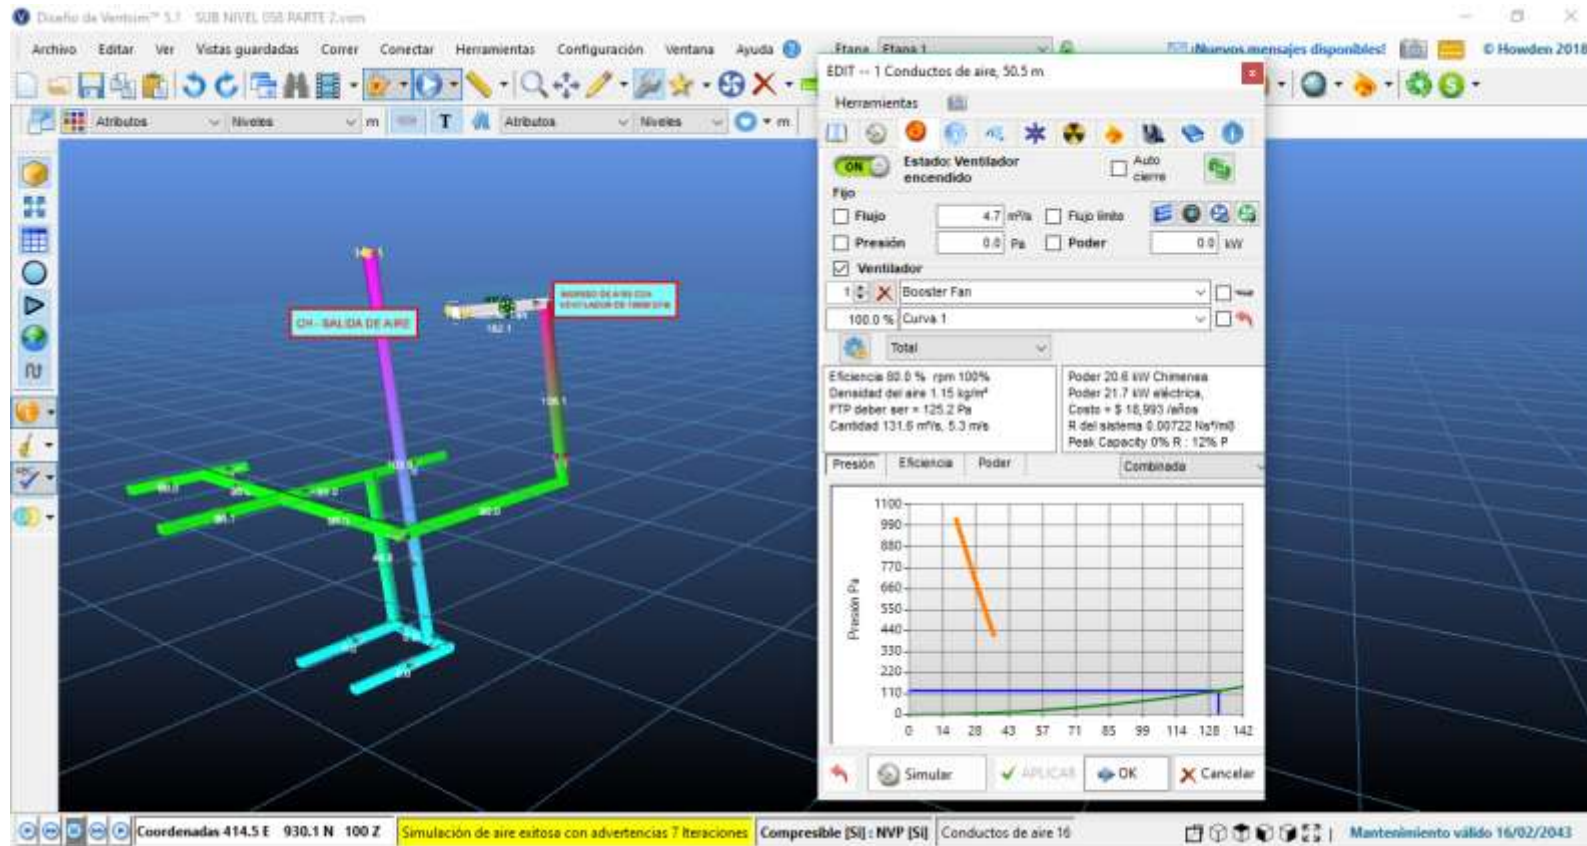 Diseño de Ventsim™ 5.1 SUB NIVEL 058 PARTE 2.vsm
Archivo Editar Ver Vistas guardadas Correr Conectar Herramientas Configuración Ventana Ayuda Etapa Etapa 1 ¡Nuevos mensajes disponibles! © Howden 2018
Atributos Niveles m T Atributos Niveles m
EDIT -- 1 Conductos de aire, 50.5 m
Herramientas
ON Estado: Ventilador encendido Auto cierre
Fijo
Flujo 4.7 m³/s Flujo límite
Presión 0.0 Pa Poder 0.0 kW
Ventilador
1 Booster Fan
100.0 % Curva 1
Total
Eficiencia 80.0 % rpm 100%
Densidad del aire 1.15 kg/m³
FTP deber ser = 125.2 Pa
Cantidad 131.6 m³/s, 5.3 m/s
Poder 20.6 kW Chimenea
Poder 21.7 kW eléctrica,
Costo = $ 18,993 /años
R del sistema 0.00722 Ns²/m8
Peak Capacity 0% R : 12% P
Presión Eficiencia Poder Combinada
Presión Pa
1100
990
880
770
660
550
440
330
220
110
0
0 14 28 43 57 71 85 99 114 128 142
Simular APLICAR OK Cancelar
CH - SALIDA DE AIRE
INGRESO DE AIRE CON
182.1
Coordenadas 414.5 E 930.1 N 100 Z Simulación de aire exitosa con advertencias 7 Iteraciones Compresible [Sí] : NVP [Sí] Conductos de aire 16 Mantenimiento válido 16/02/2043